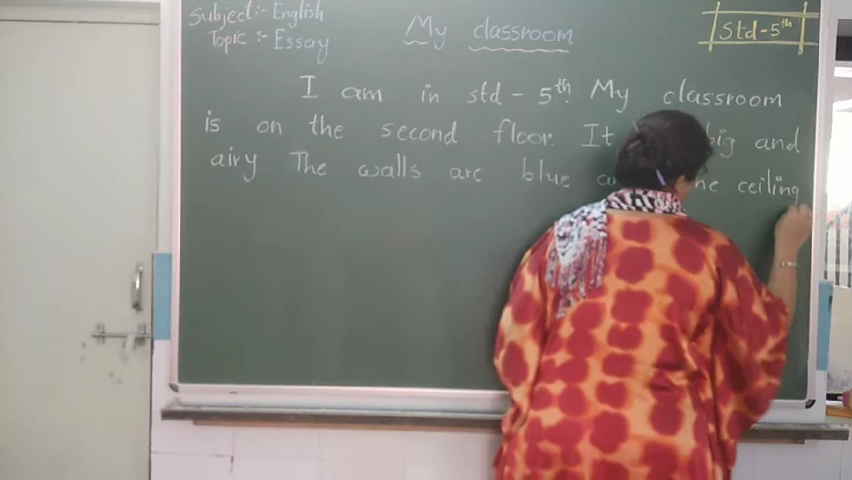 Subject:- English
Topic :- Essay
My classroom
Std-5th
I am in std - 5th. My classroom
is on the second floor. It big and
airy The walls are blue ceiling